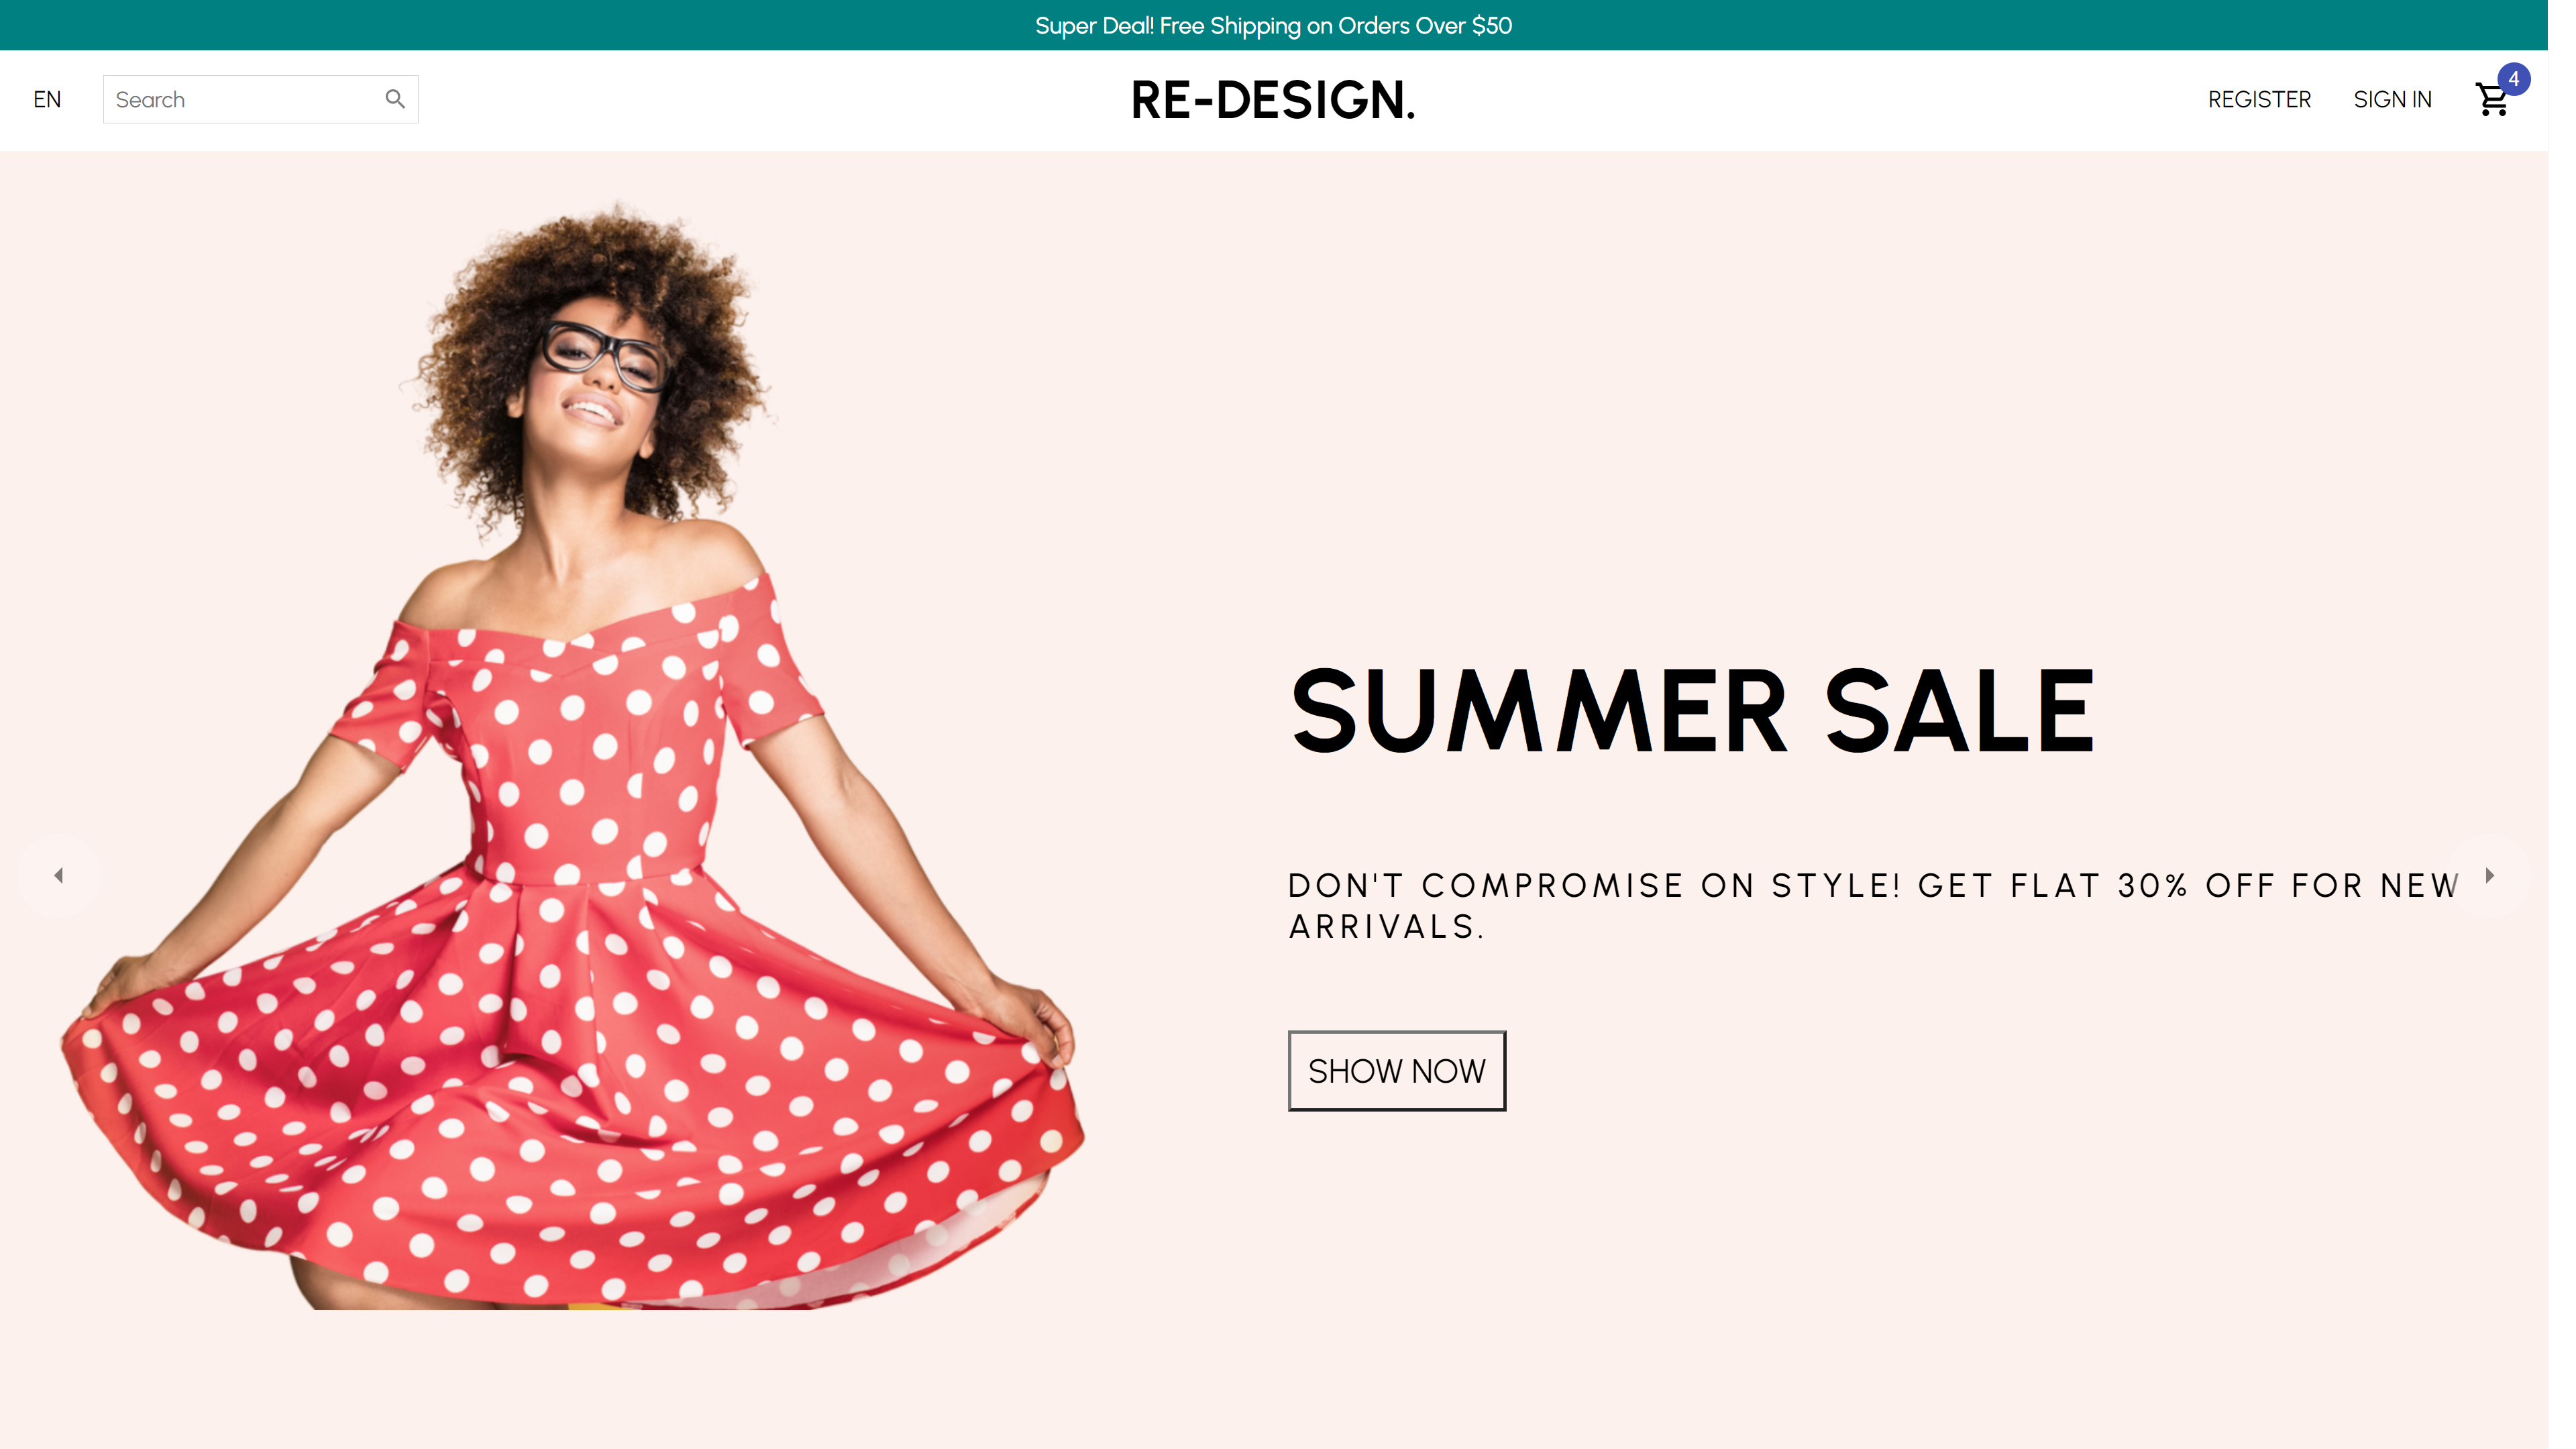 Super Deal! Free Shipping on Orders Over $50
EN
Search
RE-DESIGN.
REGISTER
SIGN IN
4
SUMMER SALE
DON'T COMPROMISE ON STYLE! GET FLAT 30% OFF FOR NEW
ARRIVALS.
SHOW NOW